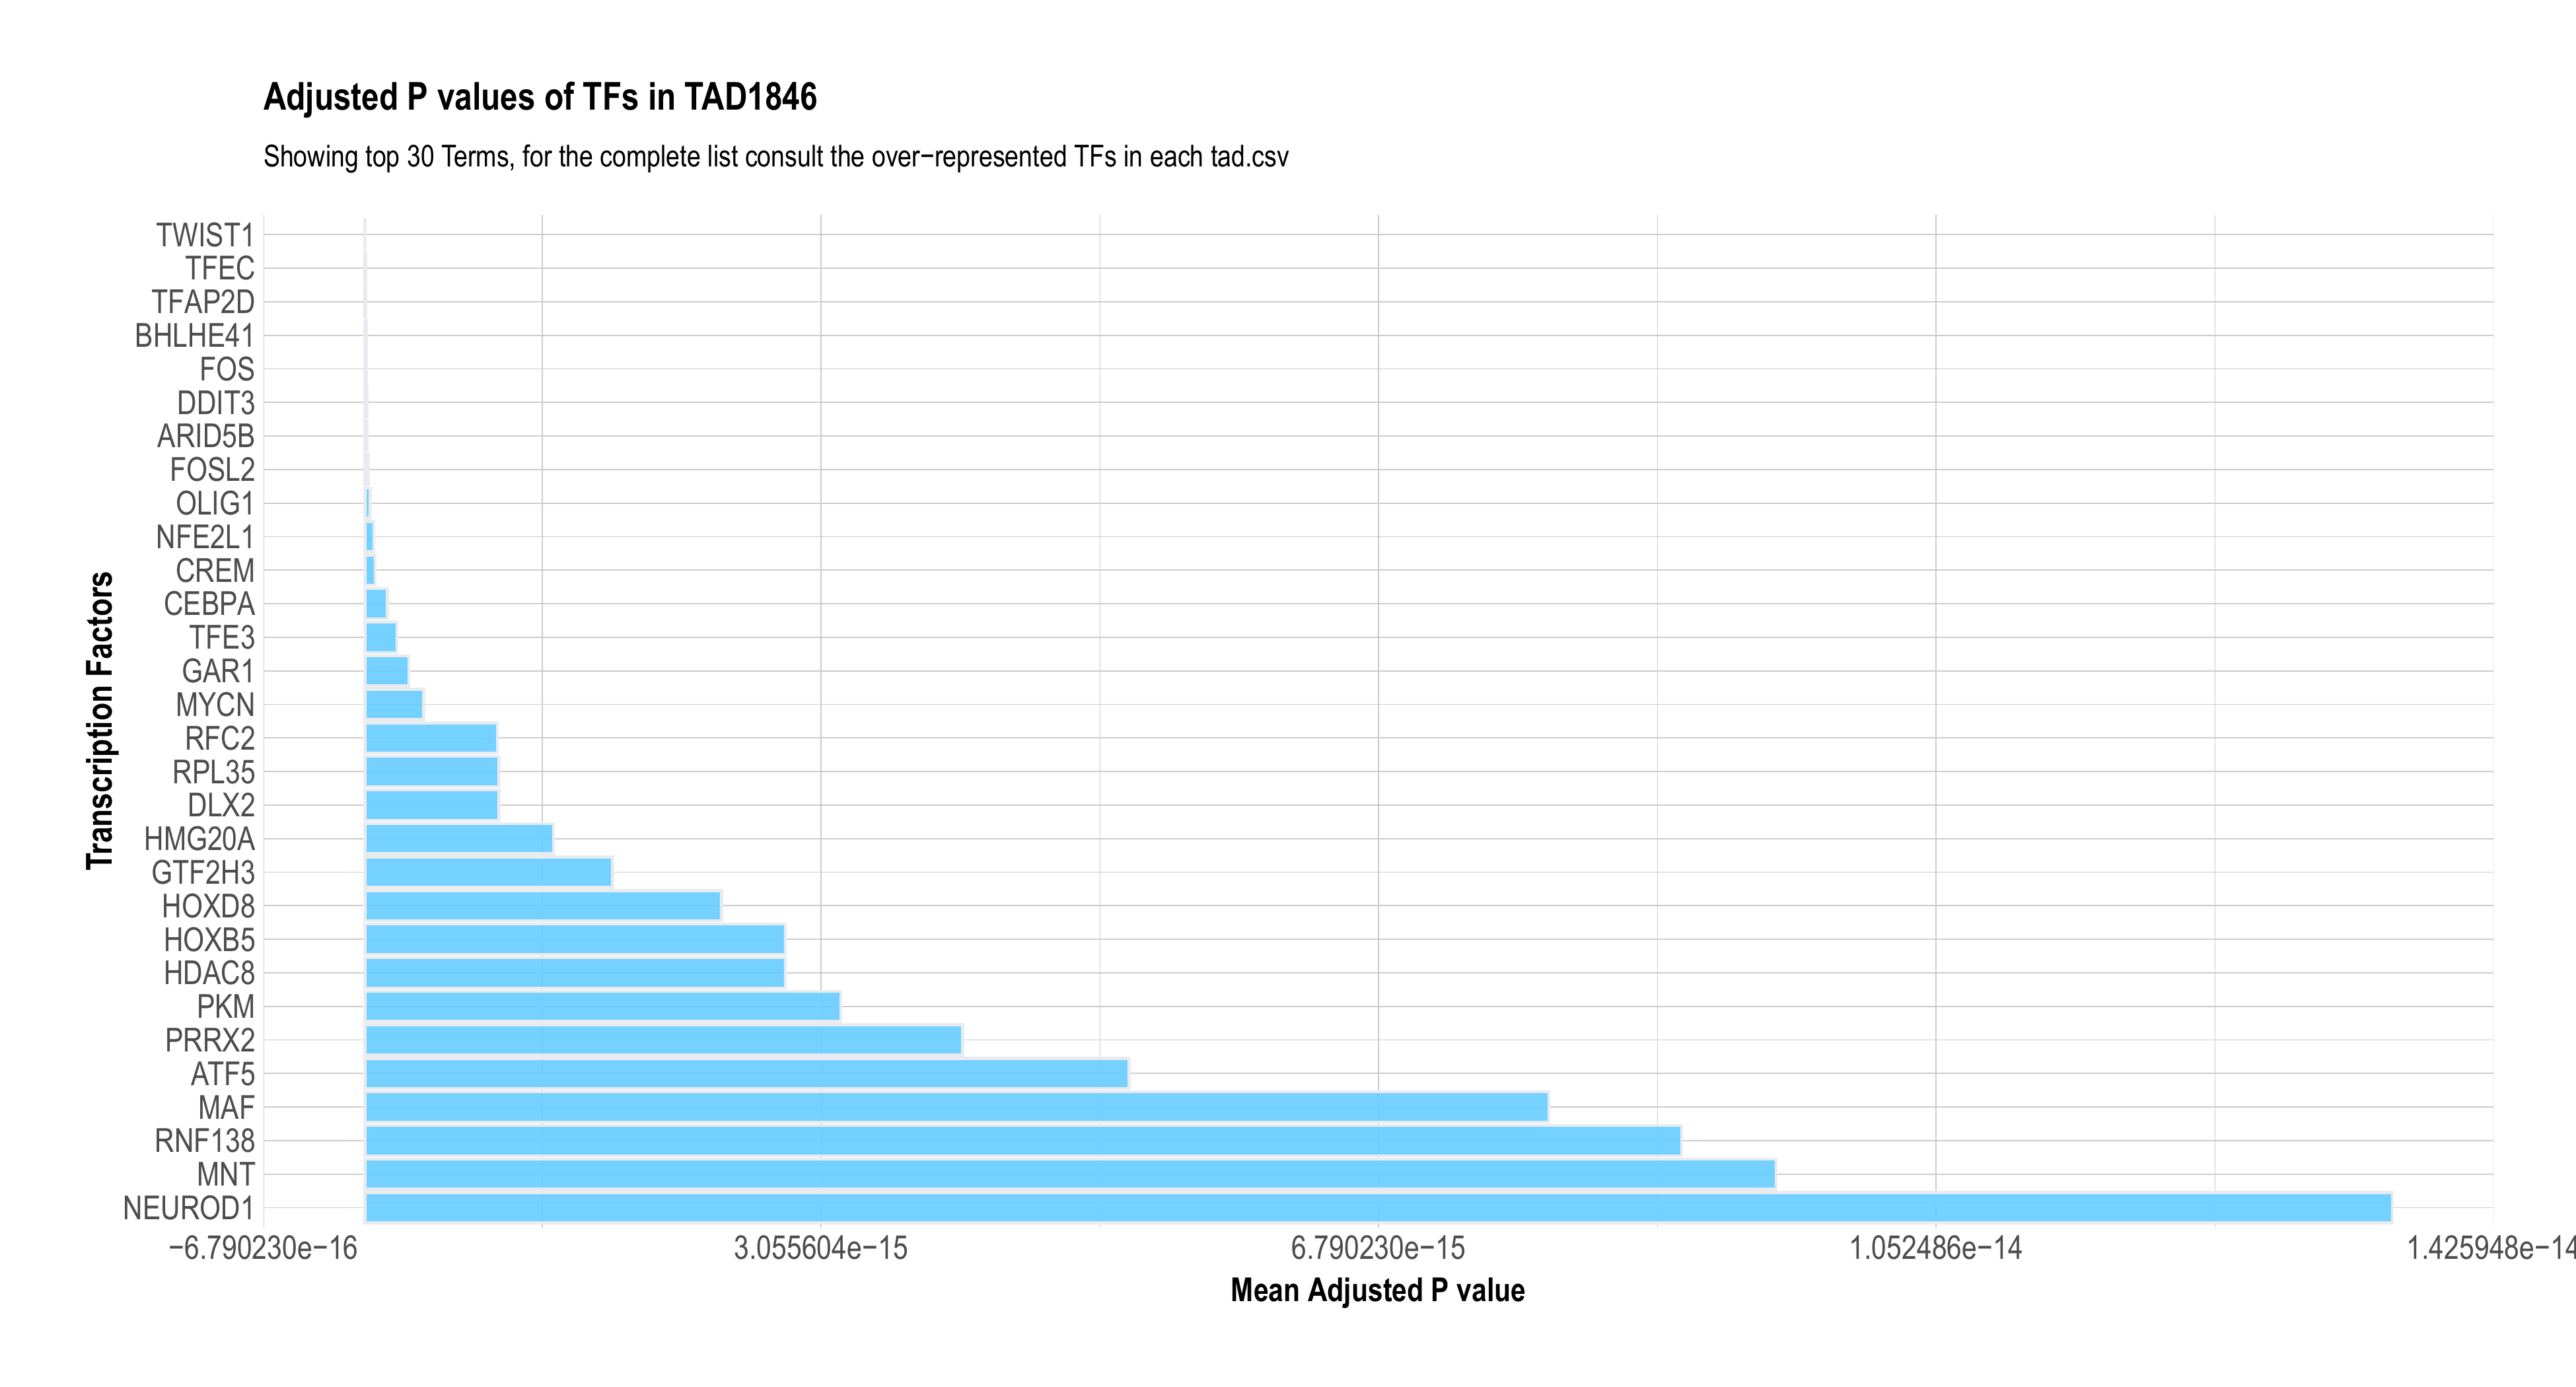 Adjusted P values of TFs in TAD1846
Showing top 30 Terms, for the complete list consult the over−represented TFs in each tad.csv
Transcription Factors
TWIST1
TFEC
TFAP2D
BHLHE41
FOS
DDIT3
ARID5B
FOSL2
OLIG1
NFE2L1
CREM
CEBPA
TFE3
GAR1
MYCN
RFC2
RPL35
DLX2
HMG20A
GTF2H3
HOXD8
HOXB5
HDAC8
PKM
PRRX2
ATF5
MAF
RNF138
MNT
NEUROD1
−6.790230e−16 3.055604e−15 6.790230e−15 1.052486e−14 1.425948e−14
Mean Adjusted P value